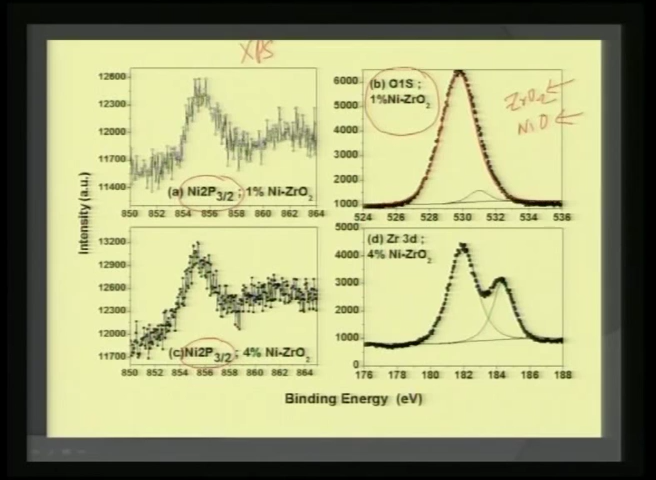 XPS
12800
12400
12000
11700
11400
(a) Ni2P3/2 ; 1% Ni-ZrO2
850 852 854 856 858 860 862 864
6000
5000
4000
3000
2000
1000
(b) O1S ;
1%Ni-ZrO2
ZrO2
NiO
524 526 528 530 532 534 536
Intensity (a.u.)
13200
12900
12600
12300
12000
11700
(c)Ni2P3/2 ; 4% Ni-ZrO2
850 852 854 856 858 860 862 864
5000
4000
3000
2000
1000
0
(d) Zr 3d ;
4% Ni-ZrO2
176 178 180 182 184 186 188
Binding Energy (eV)